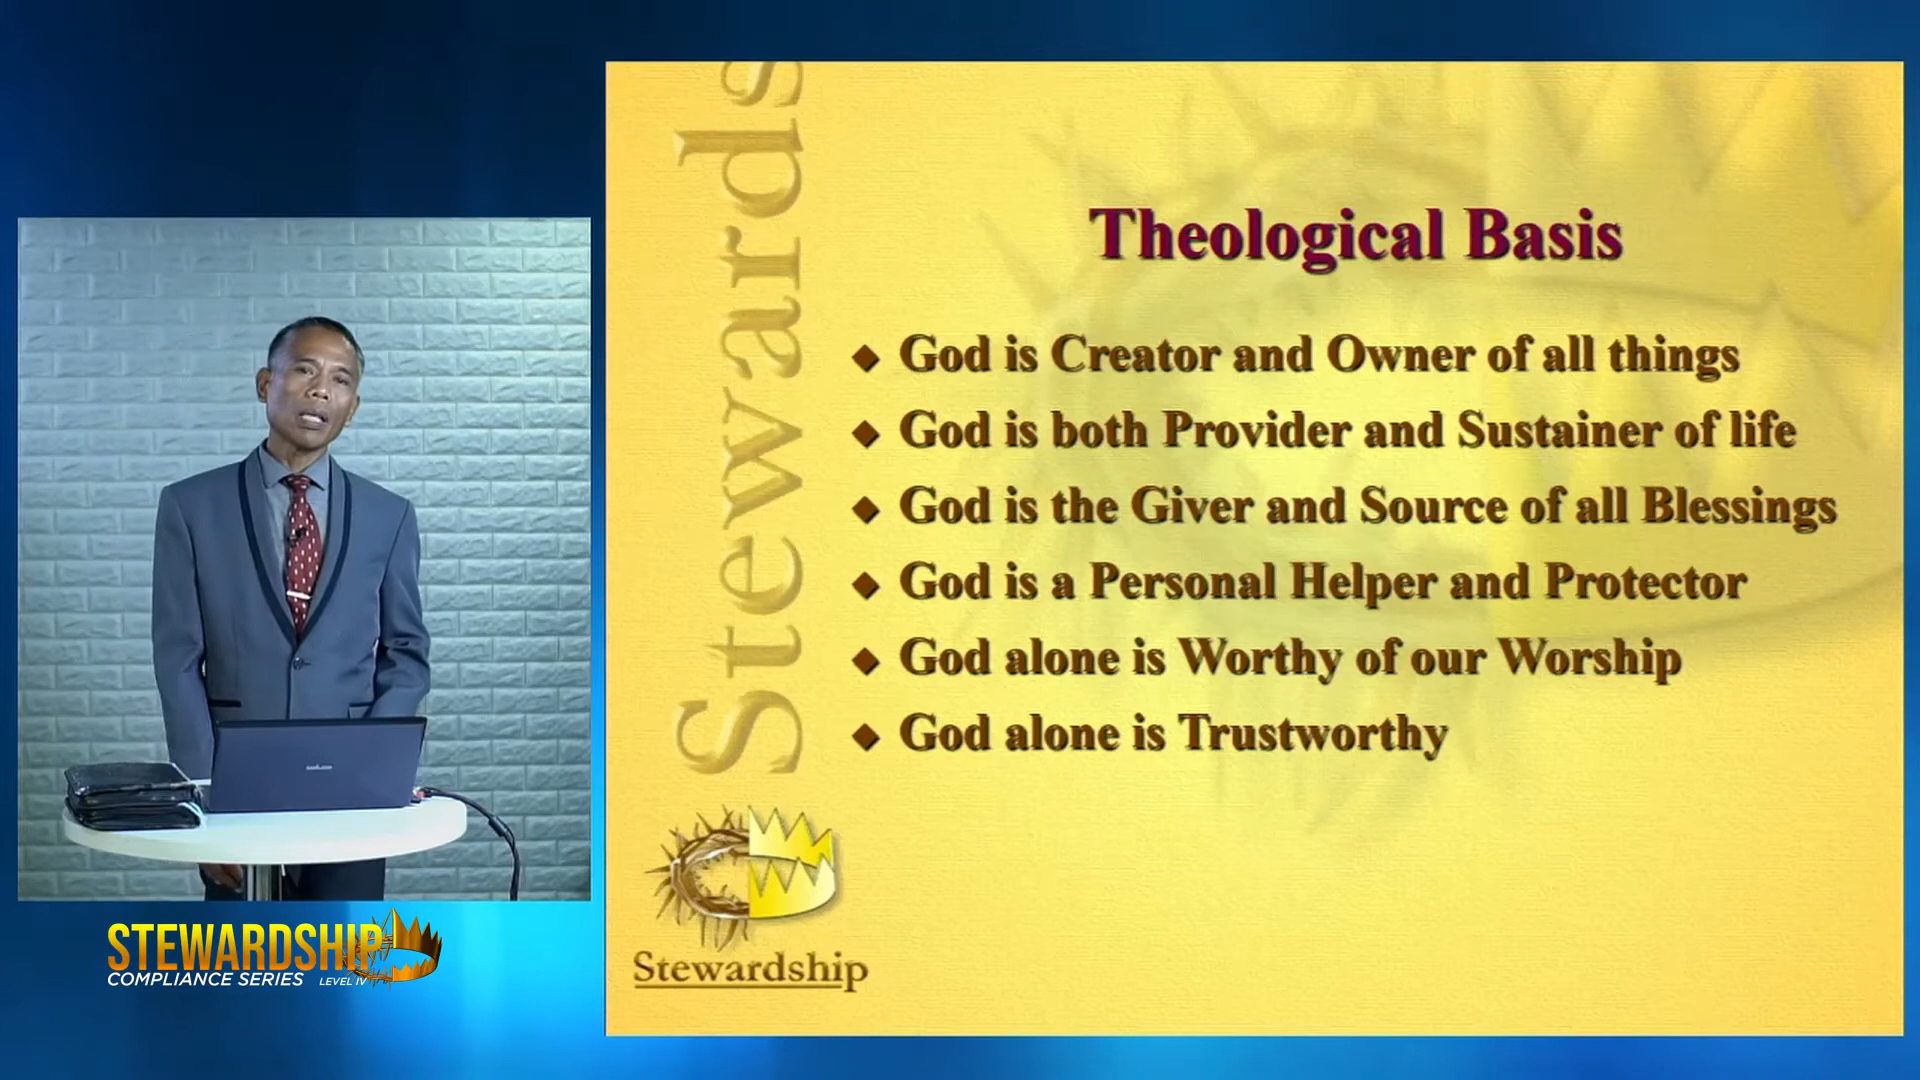 Stewards
Theological Basis
God is Creator and Owner of all things
God is both Provider and Sustainer of life
God is the Giver and Source of all Blessings
God is a Personal Helper and Protector
God alone is Worthy of our Worship
God alone is Trustworthy
Stewardship
STEWARDSHIP
COMPLIANCE SERIES LEVEL IV